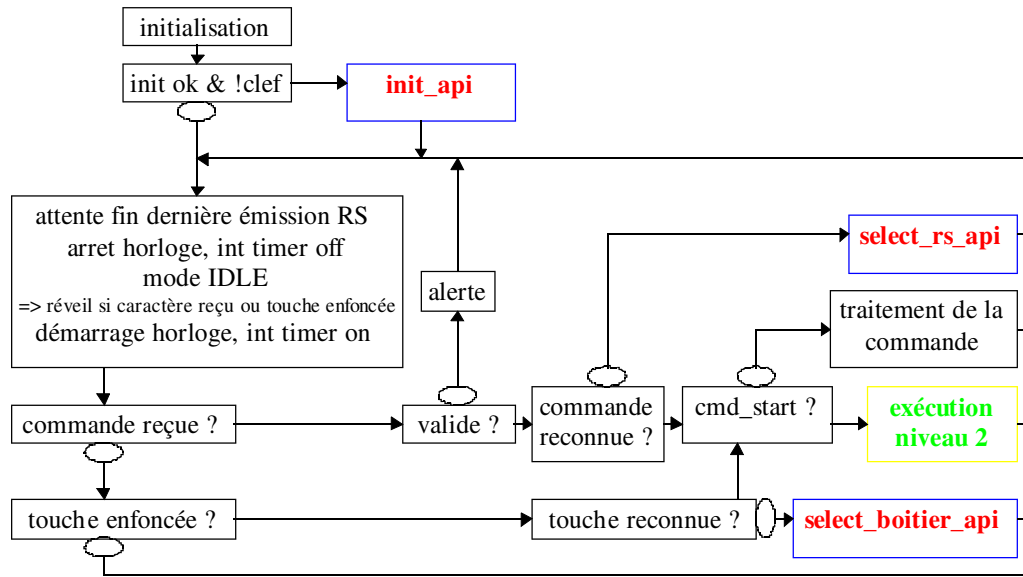 initialisation
init ok & !clef
init_api
attente fin dernière émission RS
arret horloge, int timer off
mode IDLE
=> réveil si caractère reçu ou touche enfoncée
démarrage horloge, int timer on
alerte
select_rs_api
traitement de la
commande
commande reçue ?
valide ?
commande
reconnue ?
cmd_start ?
exécution
niveau 2
touche enfoncée ?
touche reconnue ?
select_boitier_api